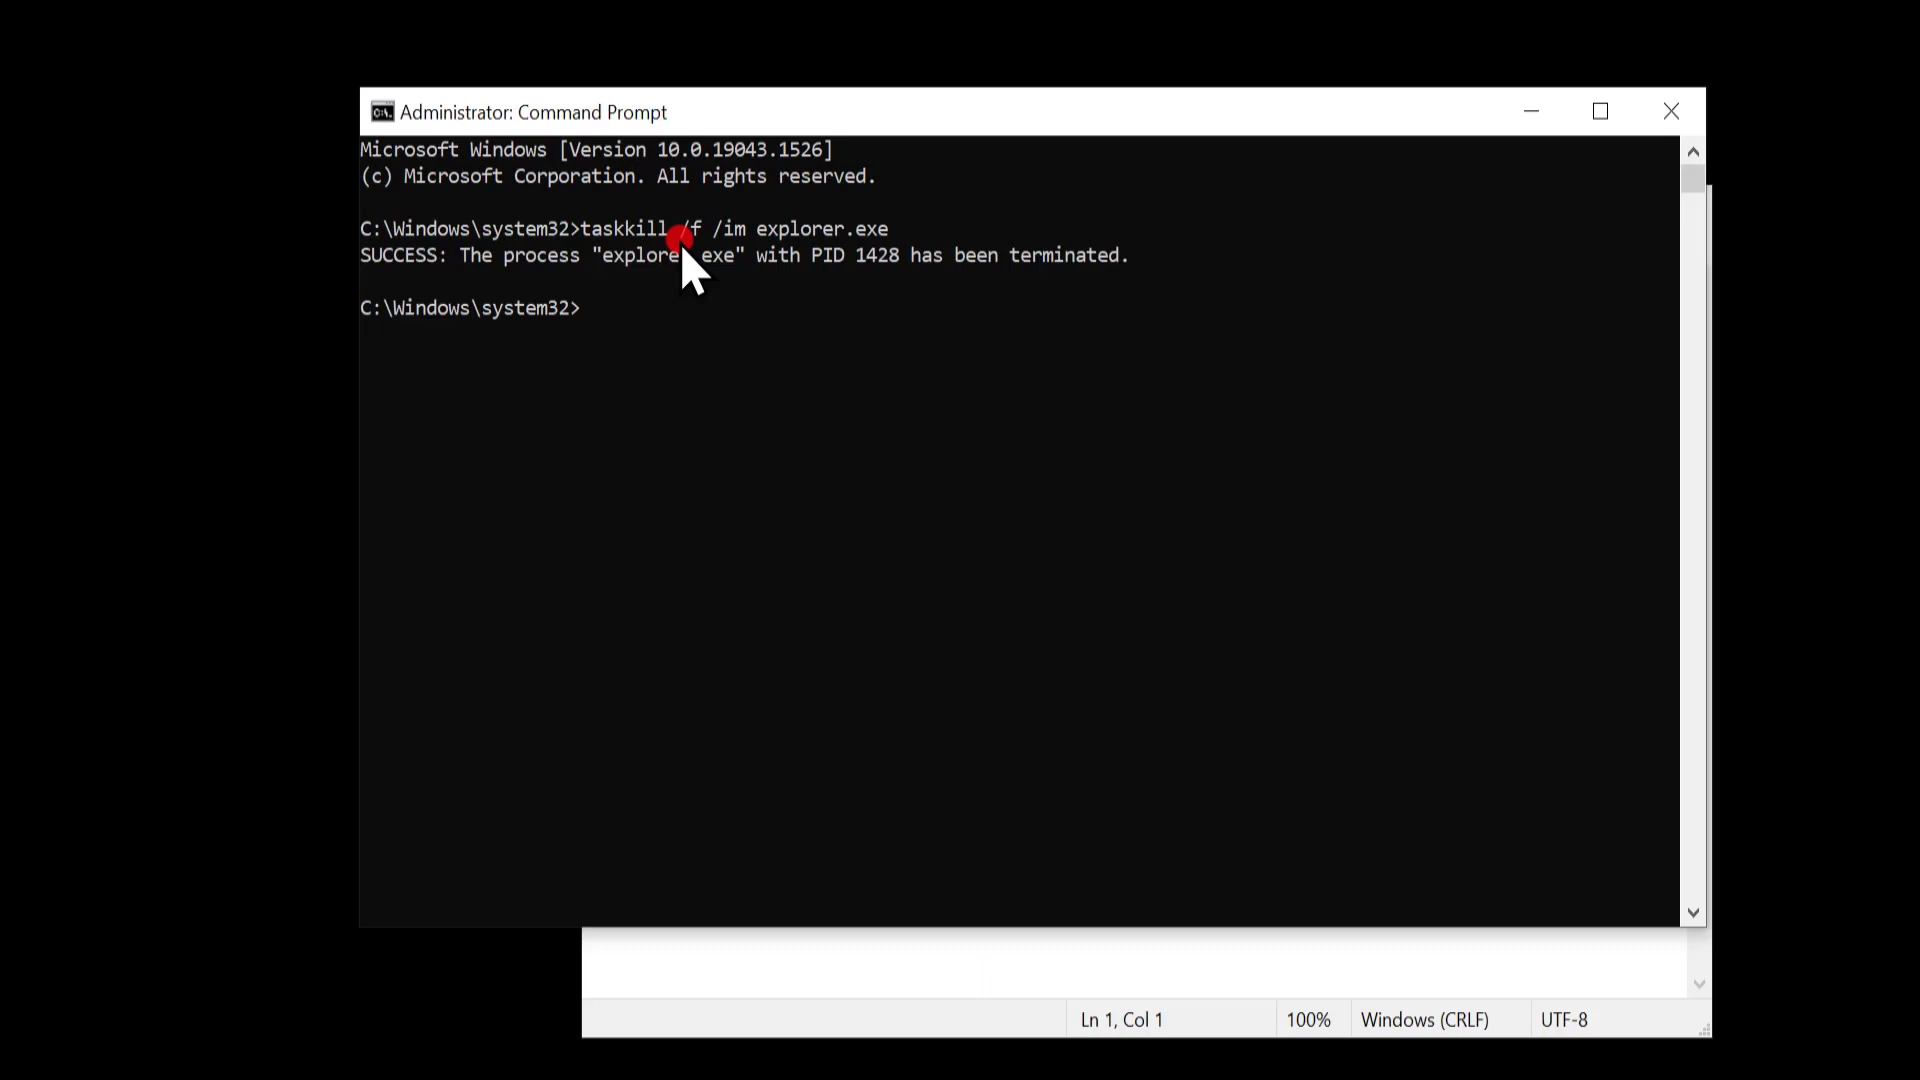 Administrator: Command Prompt
Microsoft Windows [Version 10.0.19043.1526]
(c) Microsoft Corporation. All rights reserved.
C:\Windows\system32>taskkill /f /im explorer.exe
SUCCESS: The process "explorer.exe" with PID 1428 has been terminated.
C:\Windows\system32>
Ln 1, Col 1 100% Windows (CRLF) UTF-8